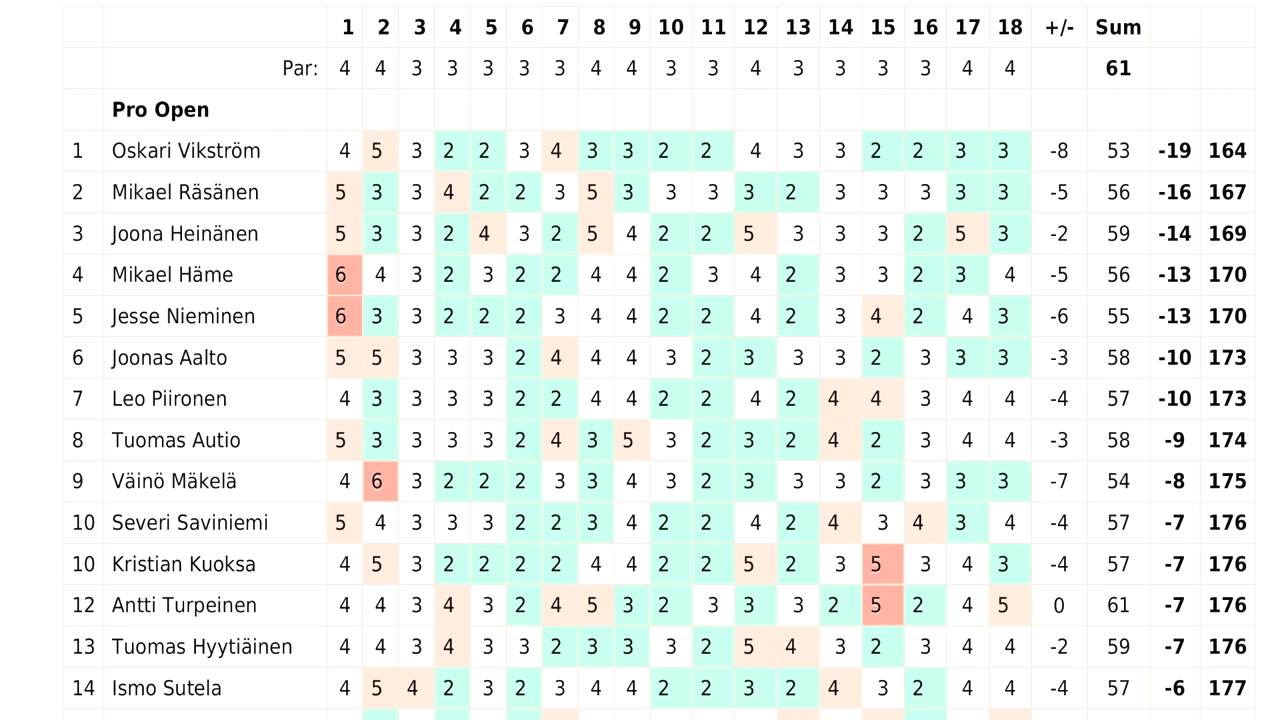 1 2 3 4 5 6 7 8 9 10 11 12 13 14 15 16 17 18 +/- Sum
Par: 4 4 3 3 3 3 3 4 4 3 3 4 3 3 3 3 4 4 61
Pro Open
1 Oskari Vikström 4 5 3 2 2 3 4 3 3 2 2 4 3 3 2 2 3 3 -8 53 -19 164
2 Mikael Räsänen 5 3 3 4 2 2 3 5 3 3 3 3 2 3 3 3 3 3 -5 56 -16 167
3 Joona Heinänen 5 3 3 2 4 3 2 5 4 2 2 5 3 3 3 2 5 3 -2 59 -14 169
4 Mikael Häme 6 4 3 2 3 2 2 4 4 2 3 4 2 3 3 2 3 4 -5 56 -13 170
5 Jesse Nieminen 6 3 3 2 2 2 3 4 4 2 2 4 2 3 4 2 4 3 -6 55 -13 170
6 Joonas Aalto 5 5 3 3 3 2 4 4 4 3 2 3 3 3 2 3 3 3 -3 58 -10 173
7 Leo Piironen 4 3 3 3 3 2 2 4 4 2 2 4 2 4 4 3 4 4 -4 57 -10 173
8 Tuomas Autio 5 3 3 3 3 2 4 3 5 3 2 3 2 4 2 3 4 4 -3 58 -9 174
9 Väinö Mäkelä 4 6 3 2 2 2 3 3 4 3 2 3 3 3 2 3 3 3 -7 54 -8 175
10 Severi Saviniemi 5 4 3 3 3 2 2 3 4 2 2 4 2 4 3 4 3 4 -4 57 -7 176
10 Kristian Kuoksa 4 5 3 2 2 2 2 4 4 2 2 5 2 3 5 3 4 3 -4 57 -7 176
12 Antti Turpeinen 4 4 3 4 3 2 4 5 3 2 3 3 3 2 5 2 4 5 0 61 -7 176
13 Tuomas Hyytiäinen 4 4 3 4 3 3 2 3 3 3 2 5 4 3 2 3 4 4 -2 59 -7 176
14 Ismo Sutela 4 5 4 2 3 2 3 4 4 2 2 3 2 4 3 2 4 4 -4 57 -6 177